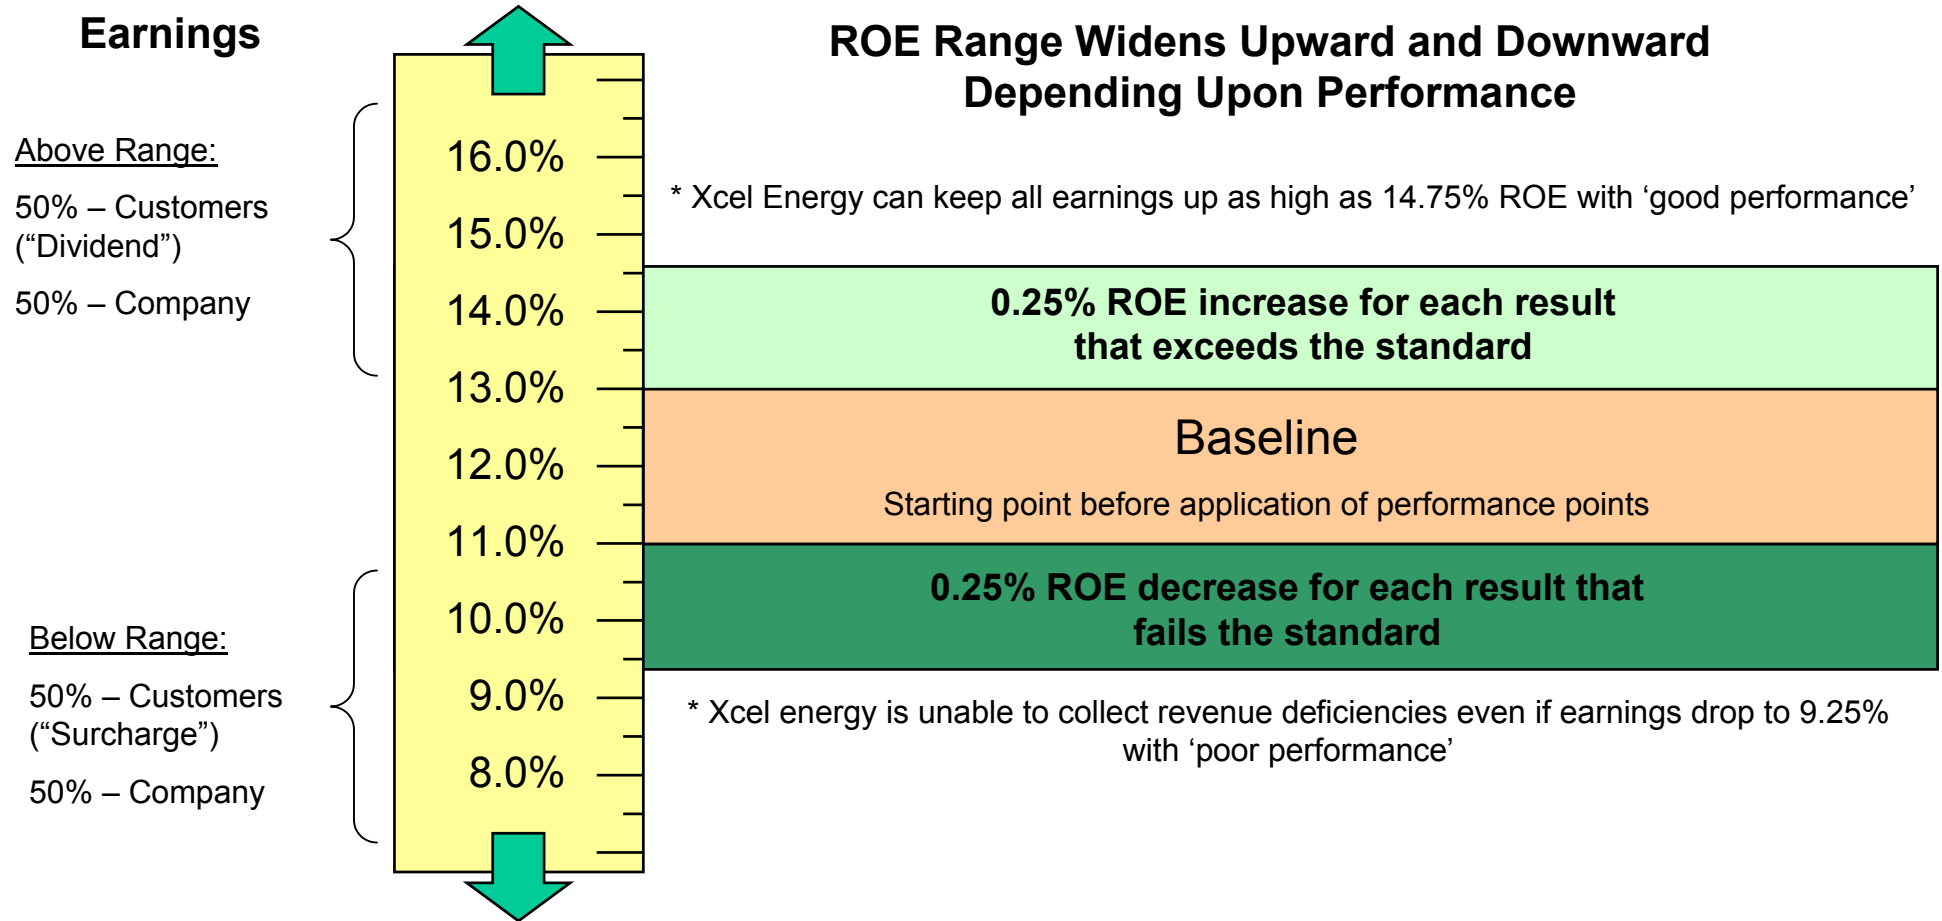 Earnings
ROE Range Widens Upward and Downward
Depending Upon Performance
Above Range:
50% – Customers
(“Dividend”)
50% – Company
16.0%
15.0%
14.0%
13.0%
12.0%
11.0%
10.0%
9.0%
8.0%
* Xcel Energy can keep all earnings up as high as 14.75% ROE with ‘good performance’
0.25% ROE increase for each result
that exceeds the standard
Baseline
Starting point before application of performance points
0.25% ROE decrease for each result that
fails the standard
Below Range:
50% – Customers
(“Surcharge”)
50% – Company
* Xcel energy is unable to collect revenue deficiencies even if earnings drop to 9.25%
with ‘poor performance’